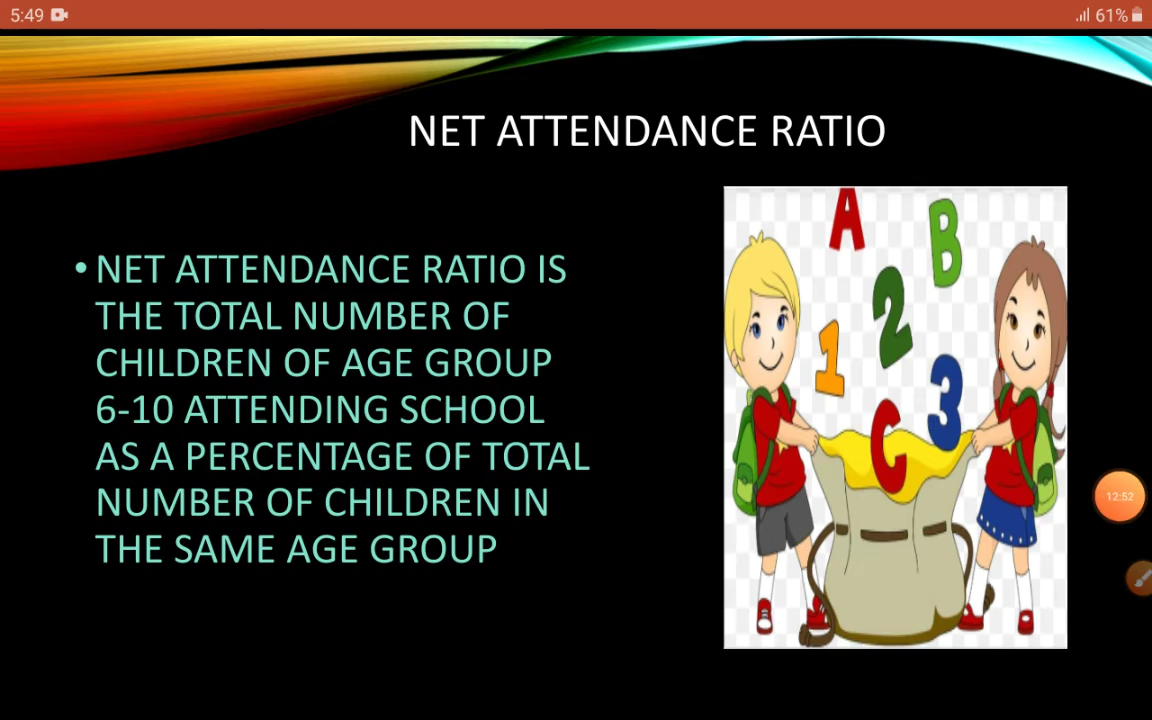 5:49
61%
NET ATTENDANCE RATIO
• NET ATTENDANCE RATIO IS
THE TOTAL NUMBER OF
CHILDREN OF AGE GROUP
6-10 ATTENDING SCHOOL
AS A PERCENTAGE OF TOTAL
NUMBER OF CHILDREN IN
THE SAME AGE GROUP
A
B
2
1
3
C
12:52